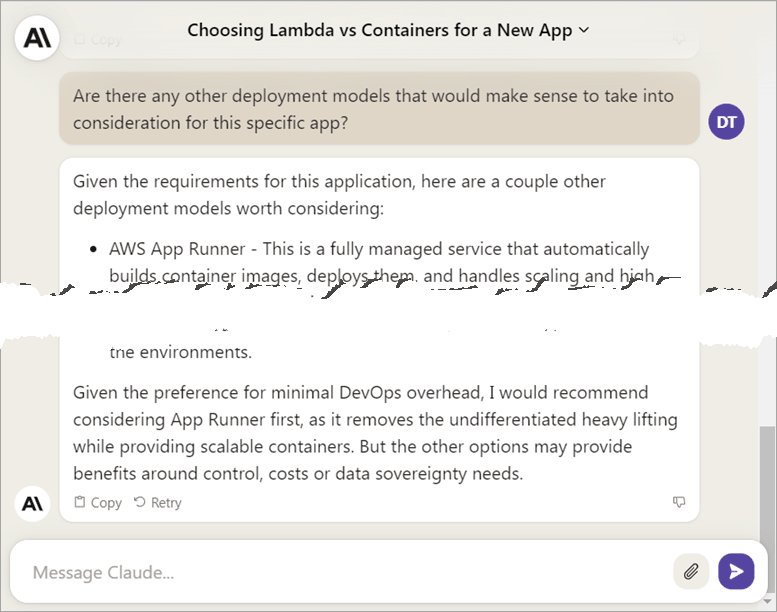 Choosing Lambda vs Containers for a New App
Copy
Are there any other deployment models that would make sense to take into
consideration for this specific app?
DT
Given the requirements for this application, here are a couple other
deployment models worth considering:
• AWS App Runner - This is a fully managed service that automatically
builds container images, deploys them, and handles scaling and high
the environments.
Given the preference for minimal DevOps overhead, I would recommend
considering App Runner first, as it removes the undifferentiated heavy lifting
while providing scalable containers. But the other options may provide
benefits around control, costs or data sovereignty needs.
Copy Retry
Message Claude...